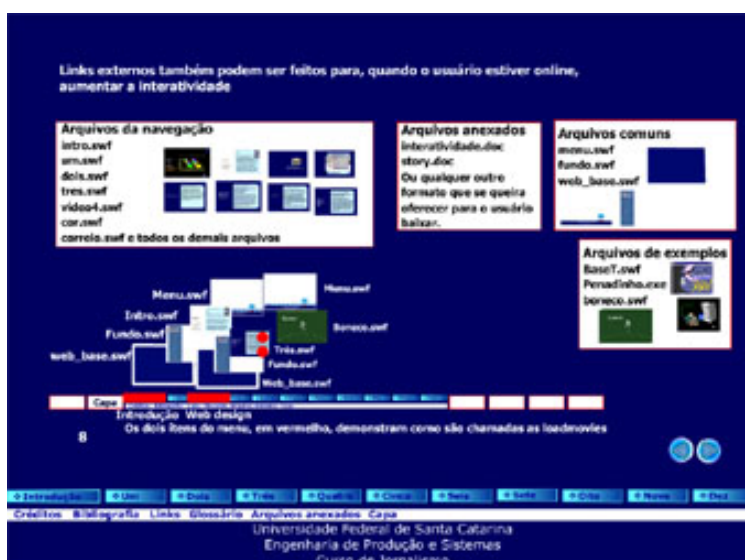 Links externos também podem ser feitos para, quando o usuário estiver online,
aumentar a interatividade
Arquivos da navegação
intro.swf
um.swf
dois.swf
tres.swf
video4.swf
cor.swf
correio.swf e todos os demais arquivos
Arquivos anexados
interatividade.doc
story.doc
Ou qualquer outro
formato que se queira
oferecer para o usuário
baixar.
Arquivos comuns
menu.swf
fundo.swf
web_base.swf
Arquivos de exemplos
BaseT.swf
Penadinho.exe
boneco.swf
Menu.swf
Menu.swf
Intro.swf
Boneco.swf
Fundo.swf
Três.swf
web_base.swf
Fundo.swf
Web_base.swf
Capa
Introdução Web design
Os dois ítens do menu, em vermelho, demonstram como são chamadas as loadmovies
8
Introdução Um Dois Três Quatro Cinco Seis Sete Oito Nove Dez
Créditos Bibliografia Links Glossário Arquivos anexados Capa
Universidade Federal de Santa Catarina
Engenharia de Produção e Sistemas
Curso de Jornalismo